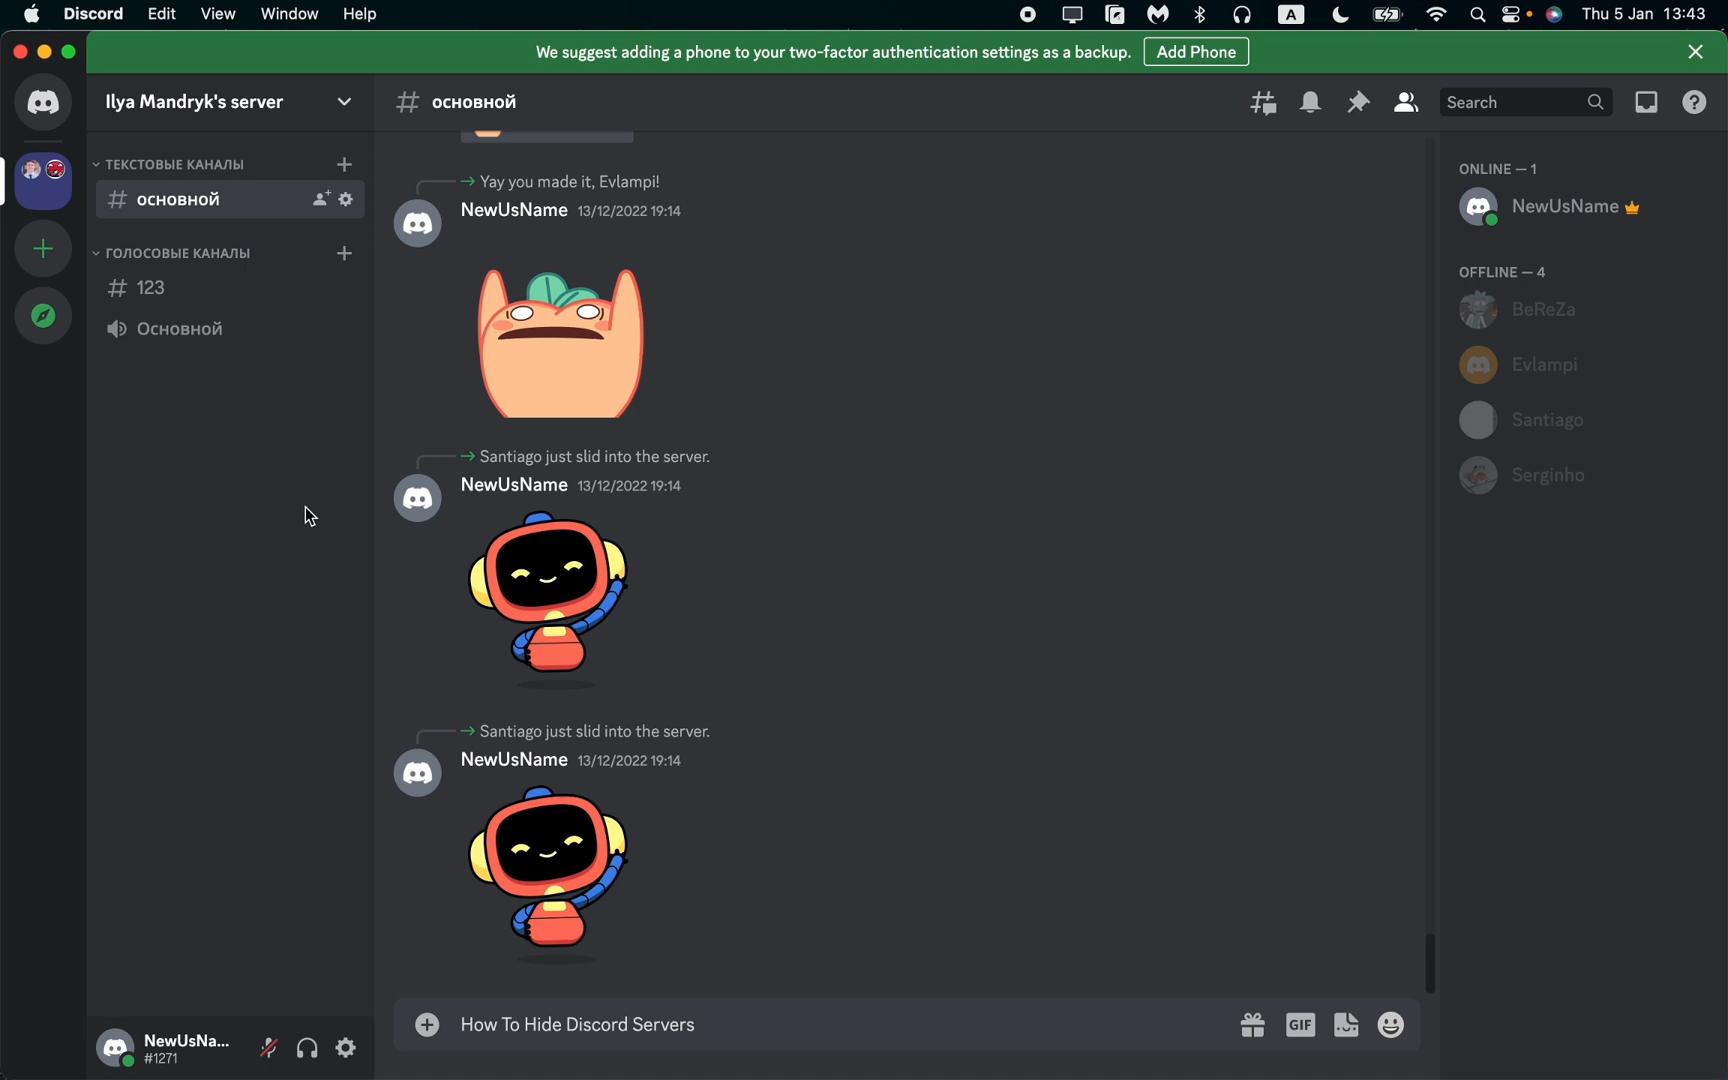 Discord Edit View Window Help
A Thu 5 Jan 13:43
We suggest adding a phone to your two-factor authentication settings as a backup. Add Phone
Ilya Mandryk's server
основной
Search
ТЕКСТОВЫЕ КАНАЛЫ
основной
ГОЛОСОВЫЕ КАНАЛЫ
# 123
Основной
Yay you made it, Evlampi!
NewUsName 13/12/2022 19:14
Santiago just slid into the server.
NewUsName 13/12/2022 19:14
Santiago just slid into the server.
NewUsName 13/12/2022 19:14
How To Hide Discord Servers
GIF
ONLINE — 1
NewUsName
OFFLINE — 4
BeReZa
Evlampi
Santiago
Serginho
NewUsNa...
#1271